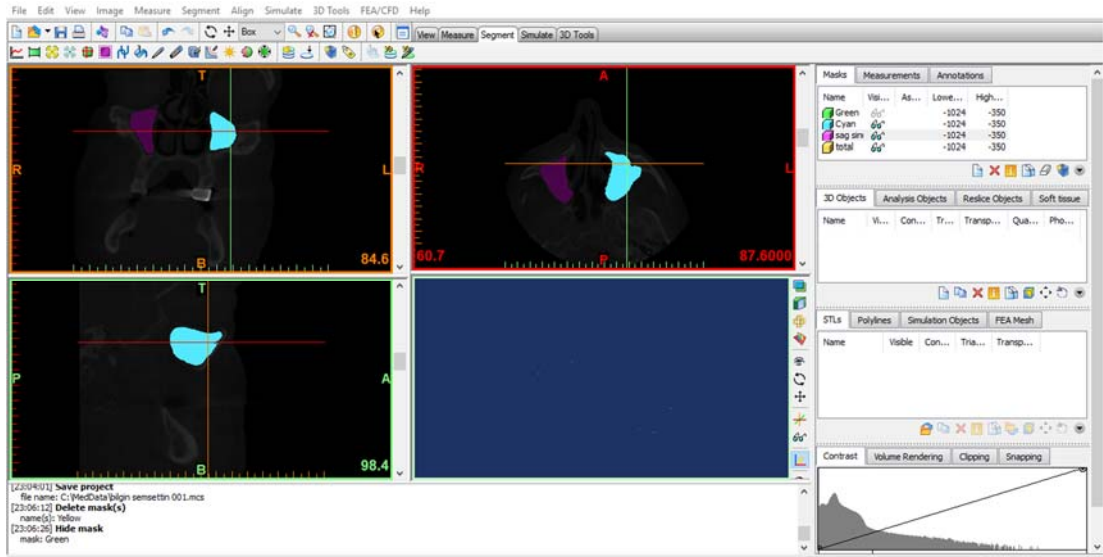 File Edit View Image Measure Segment Align Simulate 3D Tools FEA/CFD Help
Box
View Measure Segment Simulate 3D Tools
T
R
L
B
84.6
A
R
L
P
60.7
87.6000
T
P
A
B
98.4
Masks Measurements Annotations
Name Visi... As... Lowe... High...
Green -1024 -350
Cyan -1024 -350
sag sin -1024 -350
total -1024 -350
3D Objects Analysis Objects Reslice Objects Soft tissue
Name Vi... Con... Tr... Transp... Qua... Pho...
STLs Polylines Simulation Objects FEA Mesh
Name Visible Con... Tria... Transp...
Contrast Volume Rendering Clipping Snapping
[23:04:01] Save project
file name: C:\MedData\bilgin semsettin 001.mcs
[23:06:12] Delete mask(s)
name(s): Yellow
[23:06:26] Hide mask
mask: Green